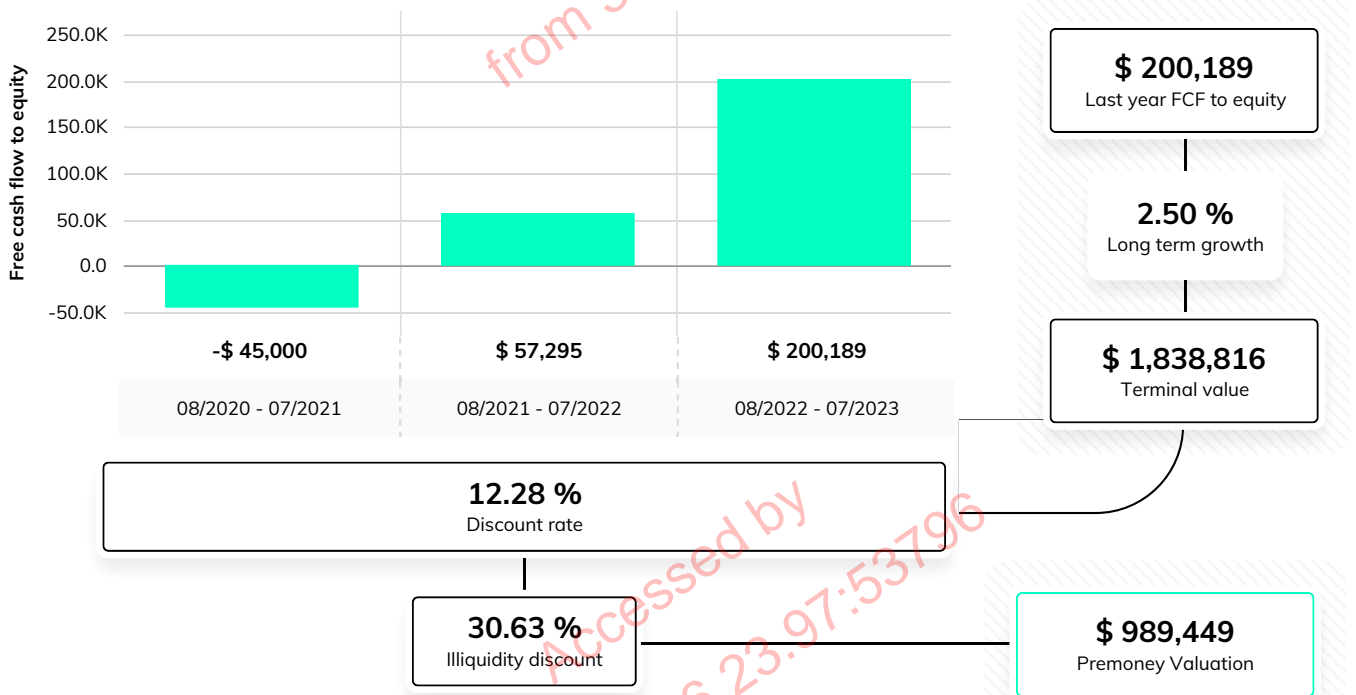 from
250.0K
200.0K
150.0K
100.0K
50.0K
0.0
-50.0K
Free cash flow to equity
-$ 45,000
$ 57,295
$ 200,189
08/2020 - 07/2021
08/2021 - 07/2022
08/2022 - 07/2023
$ 200,189
Last year FCF to equity
2.50 %
Long term growth
$ 1,838,816
Terminal value
12.28 %
Discount rate
30.63 %
Illiquidity discount
$ 989,449
Premoney Valuation
Accessed by
23.97:53796